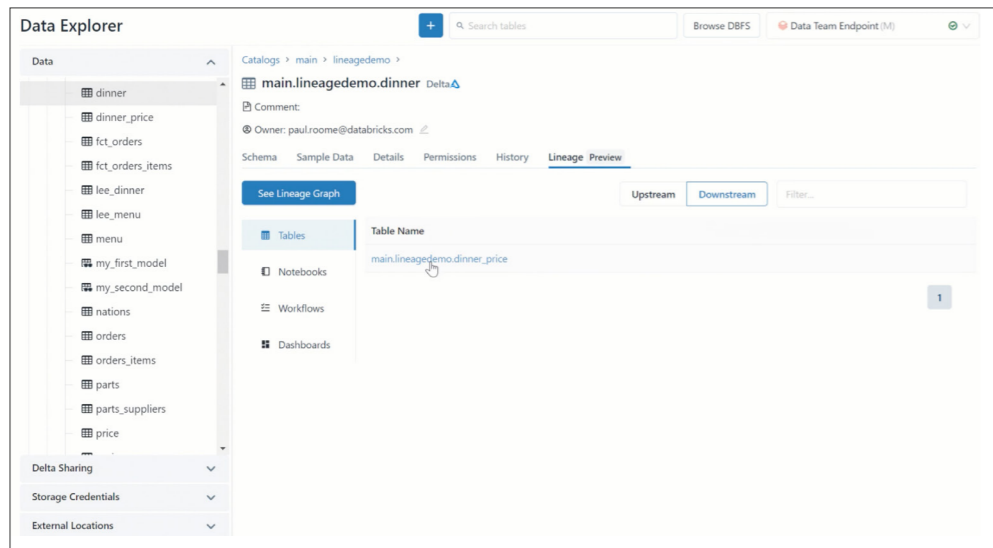 Data Explorer
+
Search tables
Browse DBFS
Data Team Endpoint (M)
Data
dinner
dinner_price
fct_orders
fct_orders_items
lee_dinner
lee_menu
menu
my_first_model
my_second_model
nations
orders
orders_items
parts
parts_suppliers
price
Delta Sharing
Storage Credentials
External Locations
Catalogs > main > lineagedemo >
main.lineagedemo.dinner Delta
Comment:
Owner: paul.roome@databricks.com
Schema Sample Data Details Permissions History Lineage Preview
See Lineage Graph
Upstream Downstream
Filter...
Tables
Notebooks
Workflows
Dashboards
Table Name
main.lineagedemo.dinner_price
1